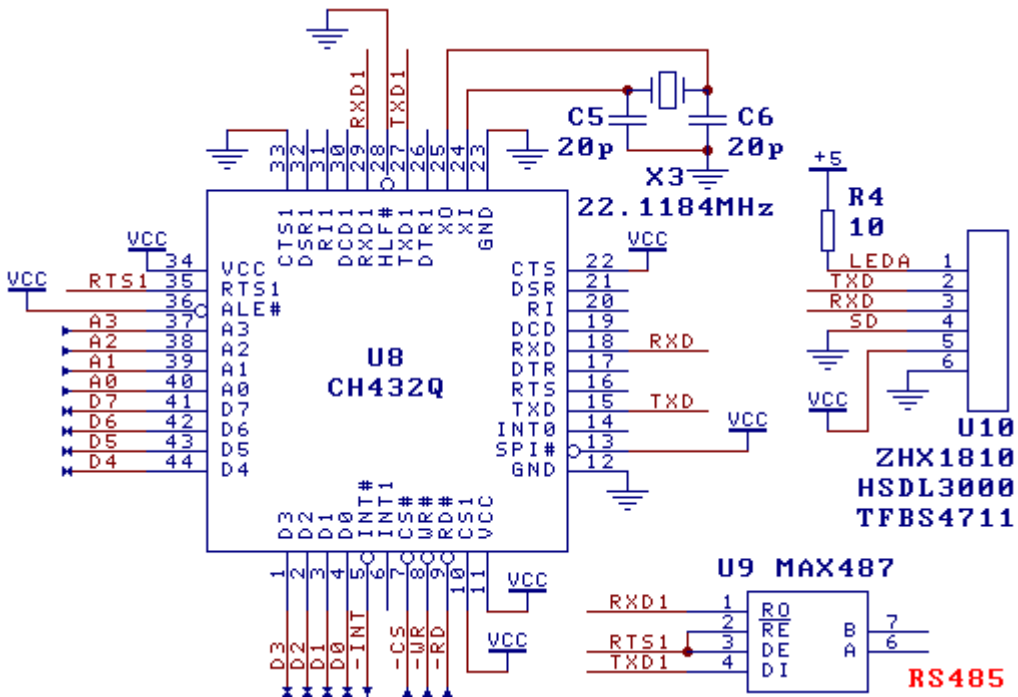 RXD1
TXD1
C5
20p
C6
20p
X3
22.1184MHz
+5
R4
10
33 32 31 30 29 28 27 26 25 24 23
CTS1 DSR1 DRI1 DCD1 RXD1 HLF# TXD1 DTR1 XO XI GND
VCC
34 VCC
RTS1 35 RTS1
VCC
36 ALE#
A3 37 A3
A2 38 A2
A1 39 A1
A0 40 A0
D7 41 D7
D6 42 D6
D5 43 D5
D4 44 D4
U8
CH432Q
CTS 22 VCC
DSR 21
RI 20
DCD 19
RXD 18 RXD
DTR 17
RTS 16
TXD 15 TXD
INT0 14
SPI# 13 VCC
GND 12
D3 D2 D1 D0 INT# INT1 CS# WR# RD# CS1 VCC
1 2 3 4 5 6 7 8 9 10 11
D3 D2 D1 D0 -INT -CS -WR -RD
VCC
VCC
LEDA 1
TXD 2
RXD 3
SD 4
5
6
VCC
U10
ZHX1810
HSDL3000
TFBS4711
U9 MAX487
RXD1 1 RO
2 RE
RTS1 3 DE
TXD1 4 DI
B 7
A 6
RS485